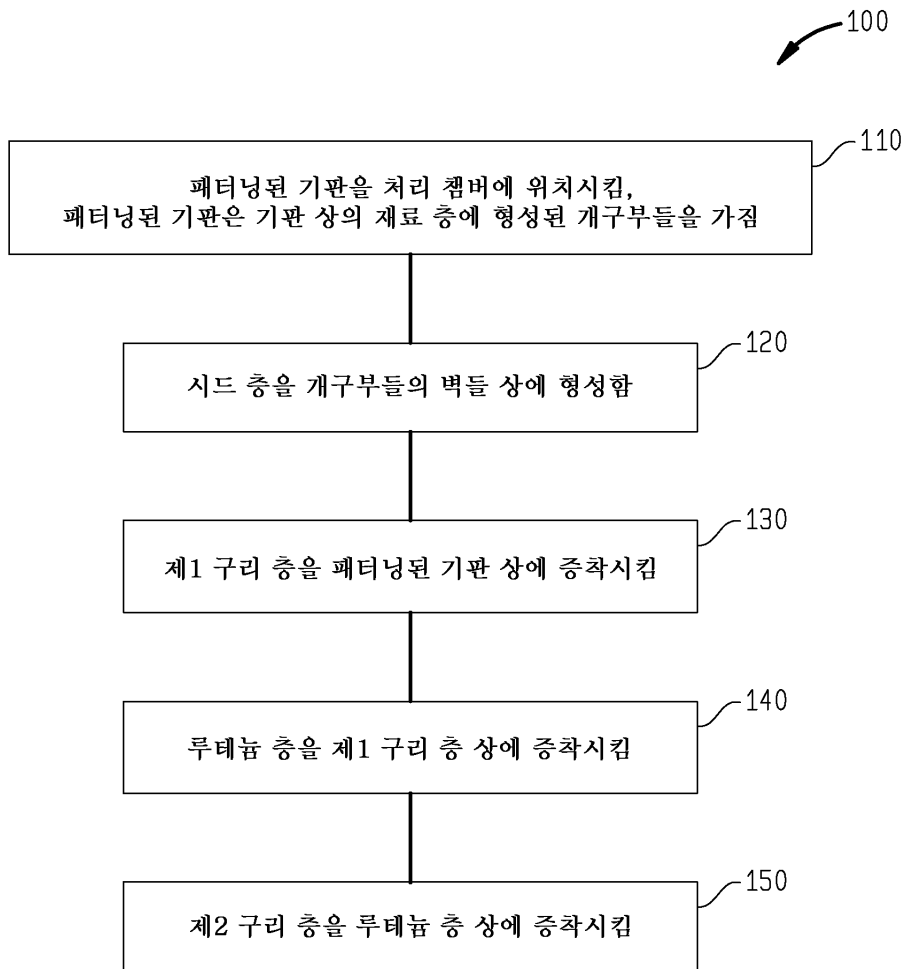 100
110
패터닝된 기판을 처리 챔버에 위치시킴,
패터닝된 기판은 기판 상의 재료 층에 형성된 개구부들을 가짐
120
시드 층을 개구부들의 벽들 상에 형성함
130
제1 구리 층을 패터닝된 기판 상에 증착시킴
140
루테늄 층을 제1 구리 층 상에 증착시킴
150
제2 구리 층을 루테늄 층 상에 증착시킴